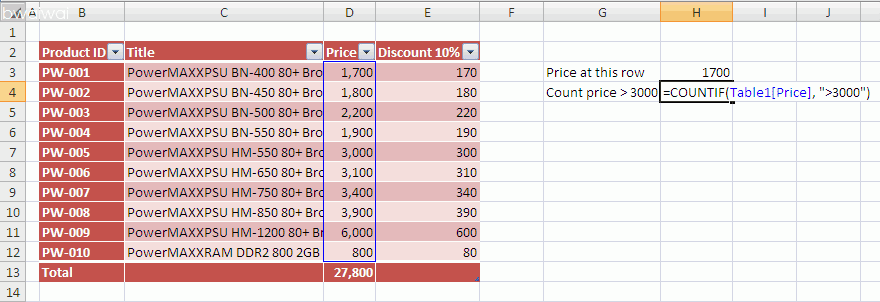 A B C D E F G H I J
1
2 Product ID Title Price Discount 10%
3 PW-001 PowerMAXXPSU BN-400 80+ Bro 1,700 170 Price at this row 1700
4 PW-002 PowerMAXXPSU BN-450 80+ Bro 1,800 180 Count price > 3000 =COUNTIF(Table1[Price], ">3000")
5 PW-003 PowerMAXXPSU BN-500 80+ Bro 2,200 220
6 PW-004 PowerMAXXPSU BN-550 80+ Bro 1,900 190
7 PW-005 PowerMAXXPSU HM-550 80+ Bro 3,000 300
8 PW-006 PowerMAXXPSU HM-650 80+ Bro 3,100 310
9 PW-007 PowerMAXXPSU HM-750 80+ Bro 3,400 340
10 PW-008 PowerMAXXPSU HM-850 80+ Bro 3,900 390
11 PW-009 PowerMAXXPSU HM-1200 80+ Br 6,000 600
12 PW-010 PowerMAXXRAM DDR2 800 2GB 800 80
13 Total 27,800
14